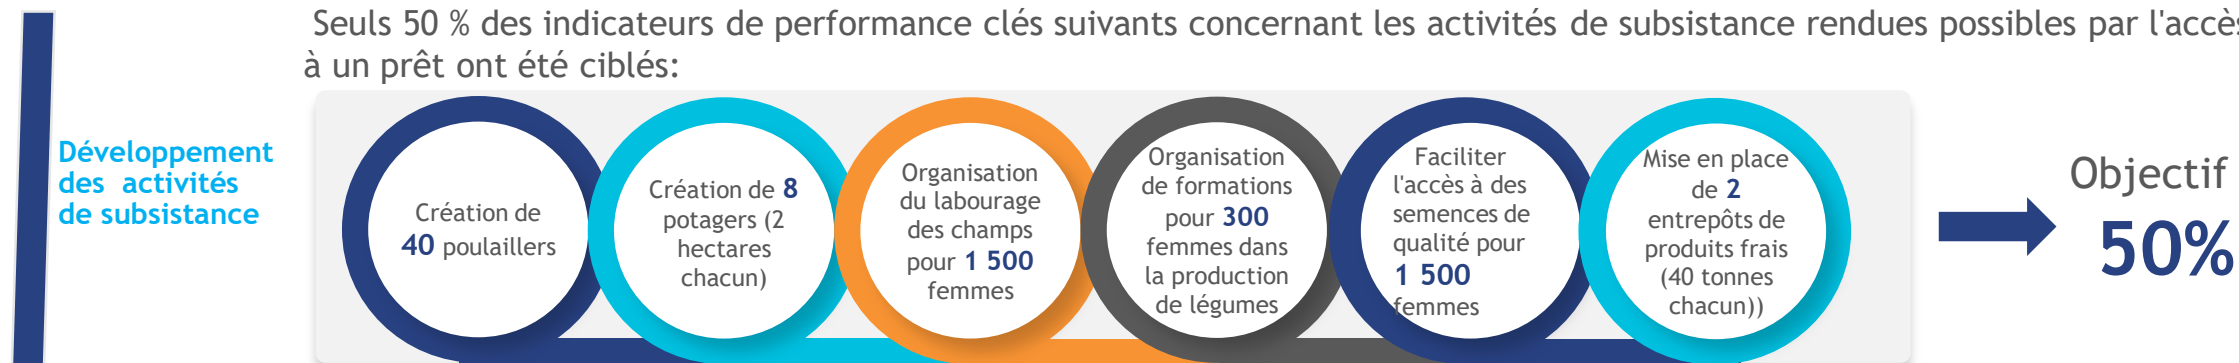 Seuls 50 % des indicateurs de performance clés suivants concernant les activités de subsistance rendues possibles par l'accès
à un prêt ont été ciblés:
Développement
des activités
de subsistance
Création de
40 poulaillers
Création de 8
potagers (2
hectares
chacun)
Organisation
du labourage
des champs
pour 1 500
femmes
Organisation
de formations
pour 300
femmes dans
la production
de légumes
Faciliter
l'accès à des
semences de
qualité pour
1 500
femmes
Mise en place
de 2
entrepôts de
produits frais
(40 tonnes
chacun))
Objectif
50%